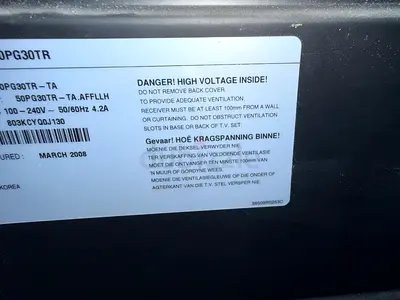 0PG30TR
0PG30TR-TA
50PG30TR-TA.AFFLLH
100-240V~ 50/60Hz 4.2A
803KCYQ0J130
URED : MARCH 2008
KOREA
DANGER! HIGH VOLTAGE INSIDE!
DO NOT REMOVE BACK COVER.
TO PROVIDE ADEQUATE VENTILATION,
RECEIVER MUST BE AT LEAST 100mm FROM A WALL
OR CURTAINING. DO NOT OBSTRUCT VENTILATION
SLOTS IN BASE OR TOP OF T.V. SET
Gevaar! HOË KRAGSPANNING BINNE!
MOENIE DIE DEKSEL-VERWYDER NIE.
TER VERSKAFFING VAN VOLDOENDE VENTILASIE
MOET DIE ONTVANGER TEN MINSTE 100mm VAN
'N MUUR OF GORDYNE WEES.
MOENIE DIE VENTILASIEGLEUWE OP DIE ONDER OF
AGTERKANT VAN DIE T.V. STEL VERSPER NIE.